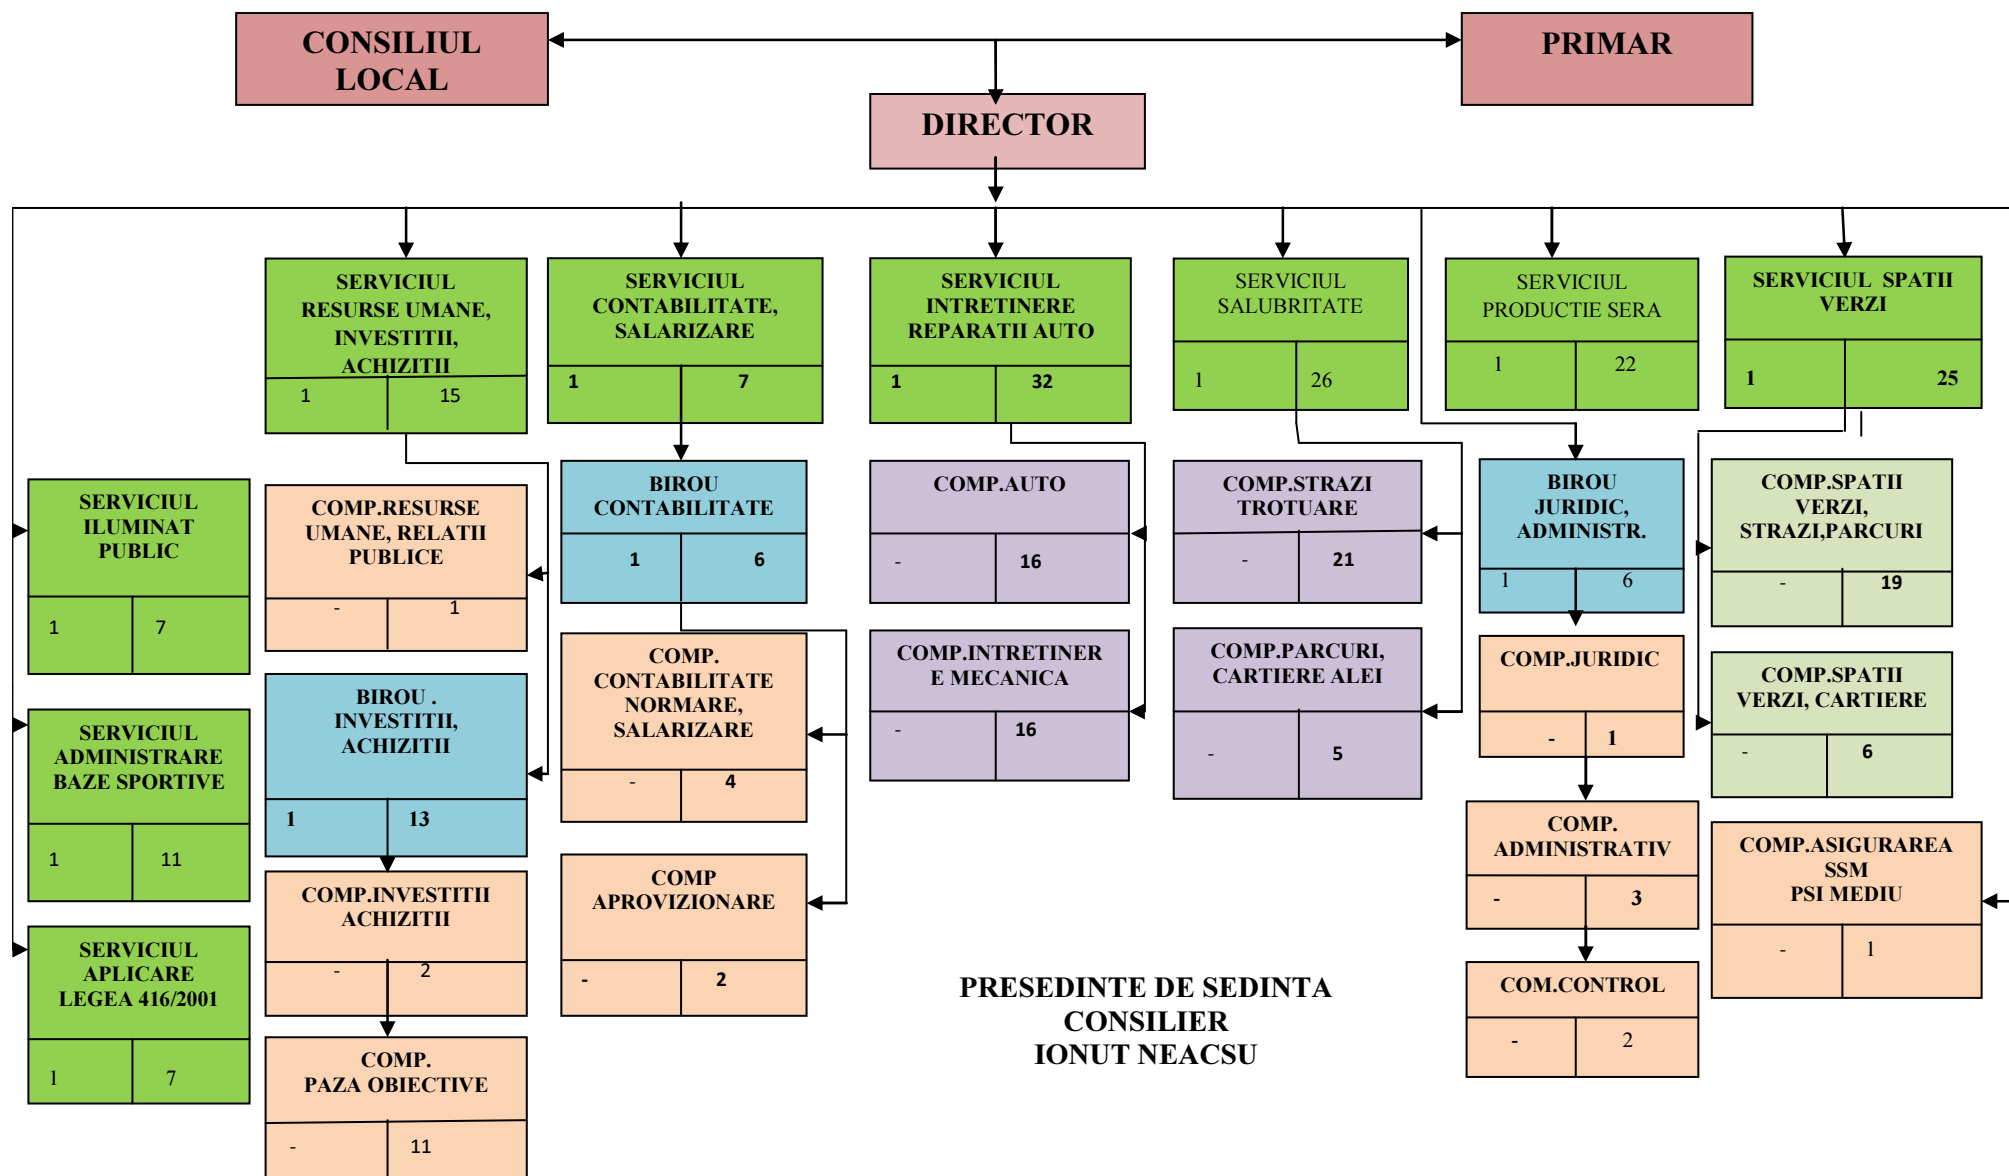 CONSILIUL
LOCAL
PRIMAR
DIRECTOR
SERVICIUL
RESURSE UMANE,
INVESTITII,
ACHIZITII
1 15
SERVICIUL
CONTABILITATE,
SALARIZARE
1 7
SERVICIUL
INTRETINERE
REPARATII AUTO
1 32
SERVICIUL
SALUBRITATE
1 26
SERVICIUL
PRODUCTIE SERA
1 22
SERVICIUL SPATII
VERZI
1 25
SERVICIUL
ILUMINAT
PUBLIC
1 7
COMP.RESURSE
UMANE, RELATII
PUBLICE
- 1
BIROU
CONTABILITATE
1 6
COMP.AUTO
- 16
COMP.STRAZI
TROTUARE
- 21
BIROU
JURIDIC,
ADMINISTR.
1 6
COMP.SPATII
VERZI,
STRAZI,PARCURI
- 19
SERVICIUL
ADMINISTRARE
BAZE SPORTIVE
1 11
BIROU .
INVESTITII,
ACHIZITII
1 13
COMP.
CONTABILITATE
NORMARE,
SALARIZARE
- 4
COMP.INTRETINER
E MECANICA
- 16
COMP.PARCURI,
CARTIERE ALEI
- 5
COMP.JURIDIC
- 1
COMP.SPATII
VERZI, CARTIERE
- 6
SERVICIUL
APLICARE
LEGEA 416/2001
1 7
COMP.INVESTITII
ACHIZITII
- 2
COMP
APROVIZIONARE
- 2
COMP.
ADMINISTRATIV
- 3
COMP.ASIGURAREA
SSM
PSI MEDIU
- 1
COMP.
PAZA OBIECTIVE
- 11
PRESEDINTE DE SEDINTA
CONSILIER
IONUT NEACSU
COM.CONTROL
- 2